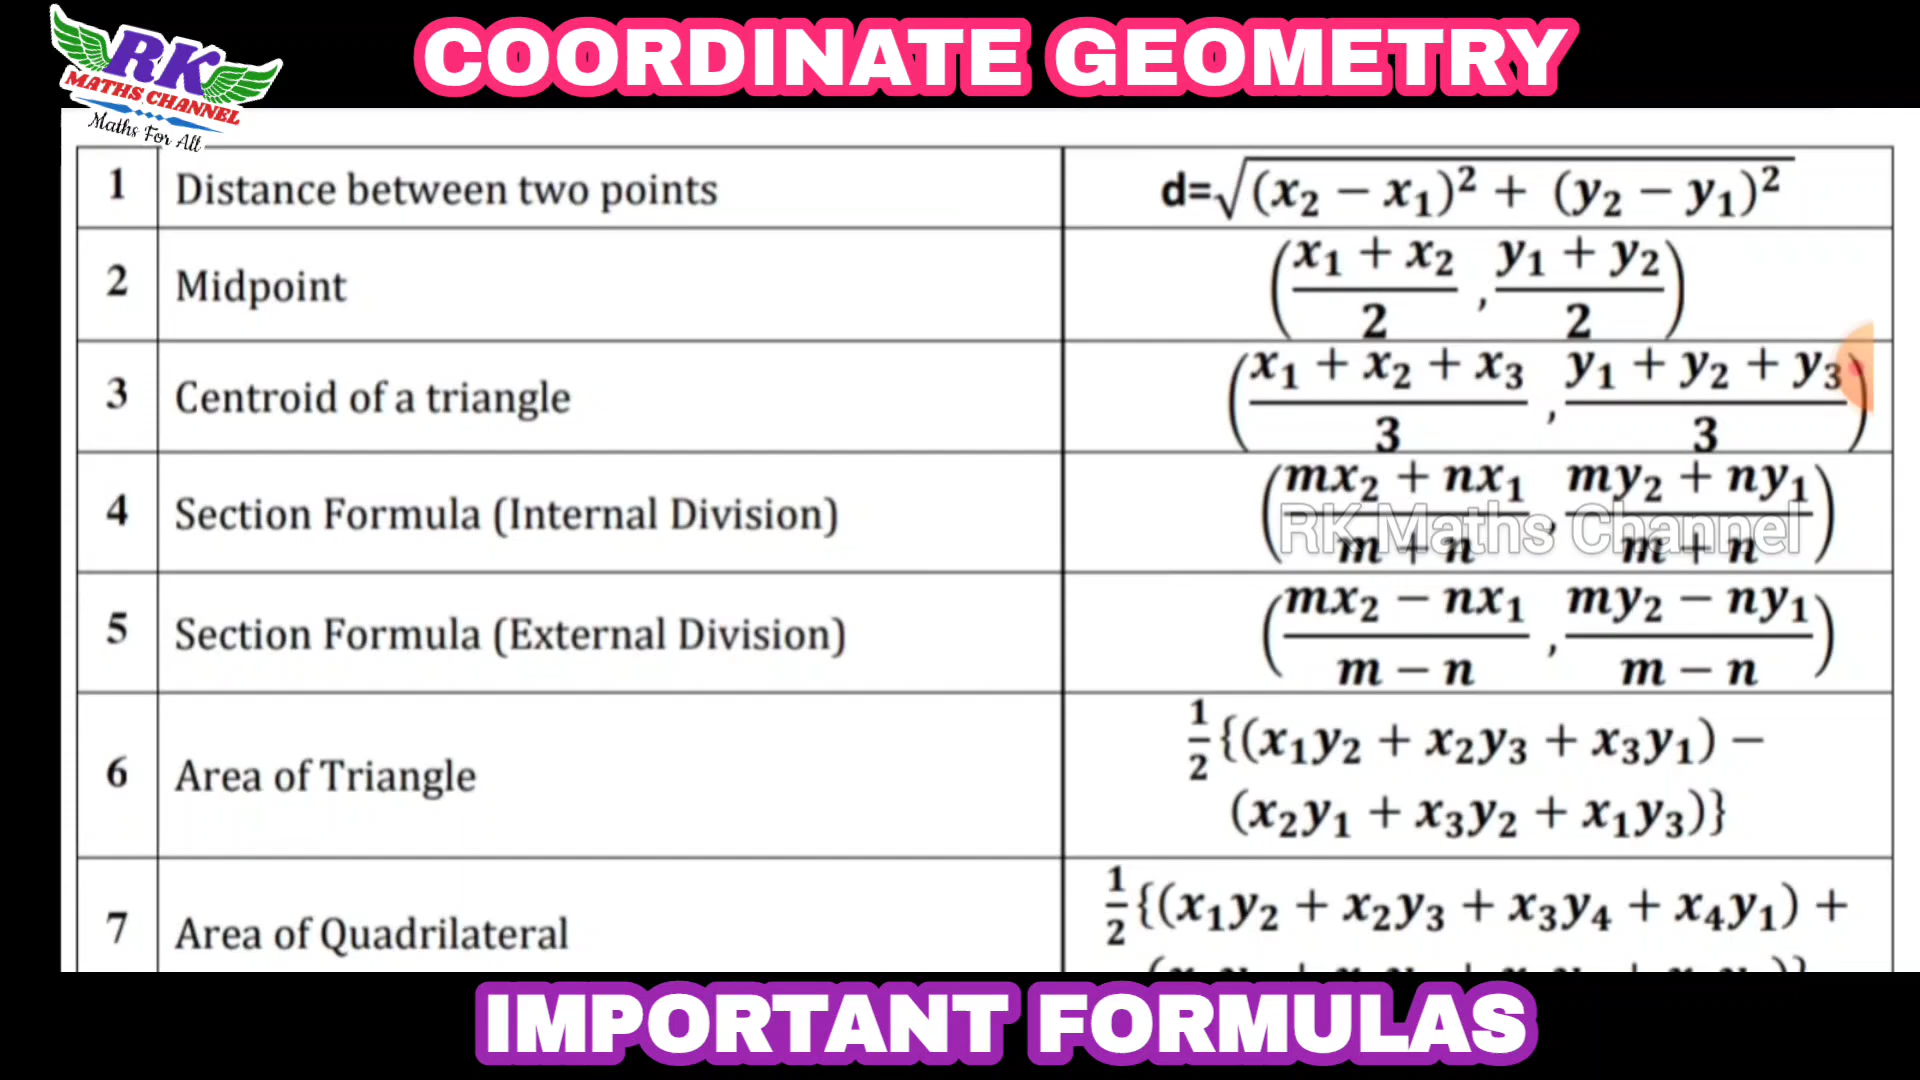 RK
MATHS CHANNEL
Maths For All
COORDINATE GEOMETRY
1 Distance between two points d=√(x₂ − x₁)² + (y₂ − y₁)²
2 Midpoint (x₁ + x₂ / 2 , y₁ + y₂ / 2)
3 Centroid of a triangle (x₁ + x₂ + x₃ / 3 , y₁ + y₂ + y₃ / 3)
4 Section Formula (Internal Division) (mx₂ + nx₁ / m + n , my₂ + ny₁ / m + n)
RK Maths Channel
5 Section Formula (External Division) (mx₂ − nx₁ / m − n , my₂ − ny₁ / m − n)
6 Area of Triangle 1/2 {(x₁y₂ + x₂y₃ + x₃y₁) −
(x₂y₁ + x₃y₂ + x₁y₃)}
7 Area of Quadrilateral 1/2 {(x₁y₂ + x₂y₃ + x₃y₄ + x₄y₁) +
IMPORTANT FORMULAS